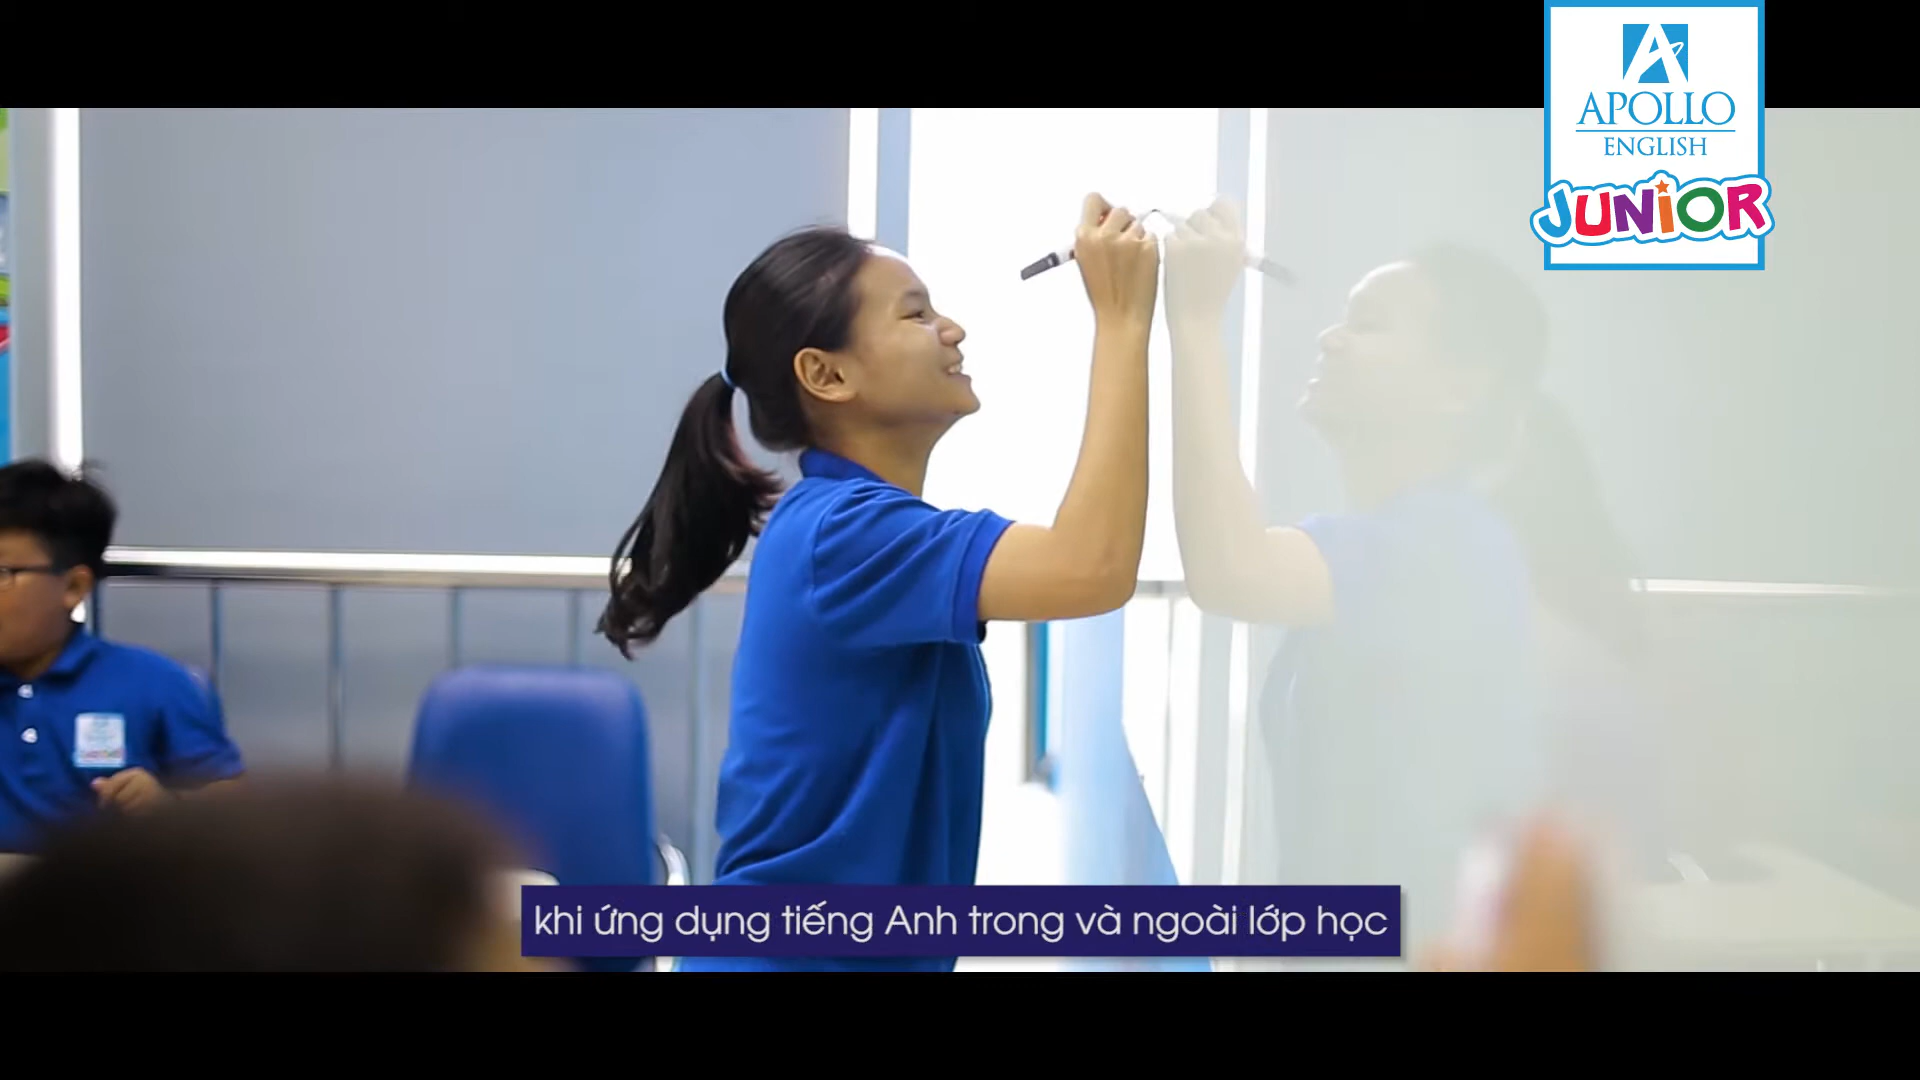 APOLLO
ENGLISH
JUNIOR
khi ứng dụng tiếng Anh trong và ngoài lớp học